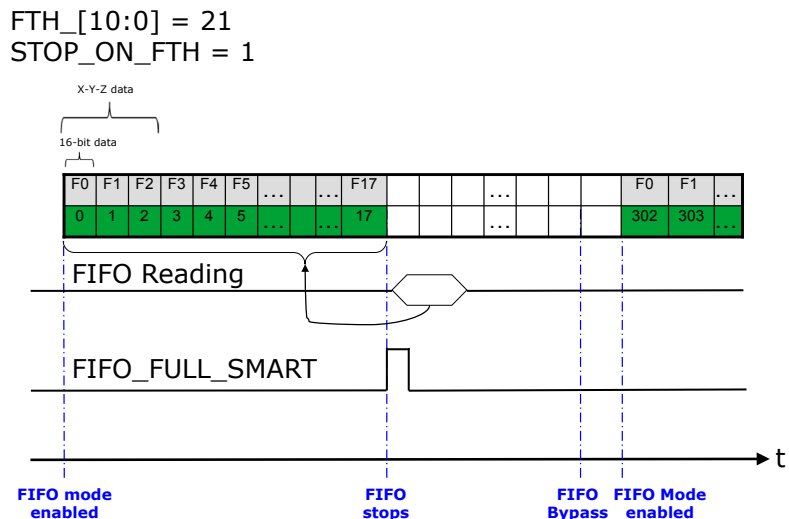 FTH_[10:0] = 21
STOP_ON_FTH = 1
X-Y-Z data
16-bit data
F0 F1 F2 F3 F4 F5 ... ... F17 ... F0 F1 ...
0 1 2 3 4 5 ... ... 17 ... 302 303 ...
FIFO Reading
FIFO_FULL_SMART
t
FIFO mode enabled
FIFO stops
FIFO Bypass
FIFO Mode enabled